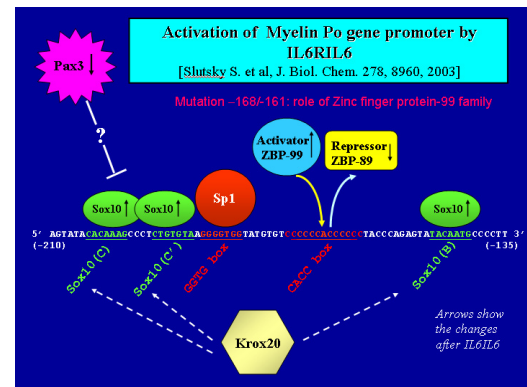 Activation of Myelin Po gene promoter by
IL6RIL6
[Slutsky S. et al, J. Biol. Chem. 278, 8960, 2003]
Pax3↓
Mutation –168/-161: role of Zinc finger protein-99 family
?
Activator↑
ZBP-99
Repressor
ZBP-89↓
Sp1
Sox10↑
Sox10↑
Sox10↑
5' AGTATACACAAAGCCCTCTGTGTAAGGGGTGGTATGTGTCCCCCCACCCCCCTACCCAGAGTATACAATGCCCCTT 3'
(-210)
(-135)
Sox10(C)
Sox10(C')
GGTG box
CACC box
Sox10(B)
Krox20
Arrows show
the changes
after IL6IL6